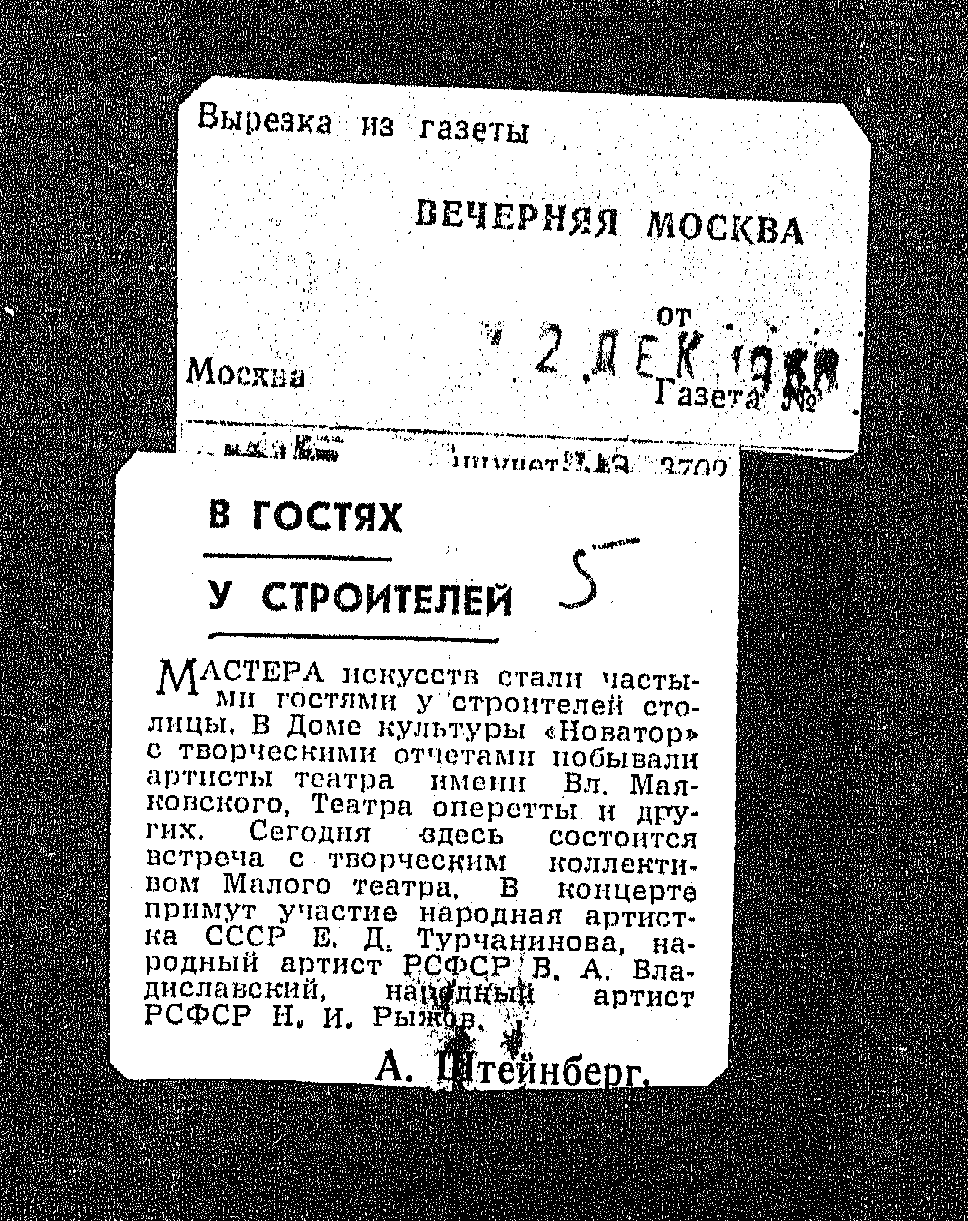 Вырезка из газеты
ВЕЧЕРНЯЯ МОСКВА
от
2 ДЕК
Москва
Газета №
3702
В ГОСТЯХ
У СТРОИТЕЛЕЙ
5
МАСТЕРА искусств стали часты-
ми гостями у строителей сто-
лицы. В Доме культуры «Новатор»
с творческими отчетами побывали
артисты театра имени Вл. Мая-
ковского, Театра оперетты и дру-
гих. Сегодня здесь состоится
встреча с творческим коллекти-
вом Малого театра. В концерте
примут участие народная артист-
ка СССР Е. Д. Турчанинова, на-
родный артист РСФСР В. А. Вла-
диславский, народный артист
РСФСР Н. И. Рыжов.
А. Штейнберг.